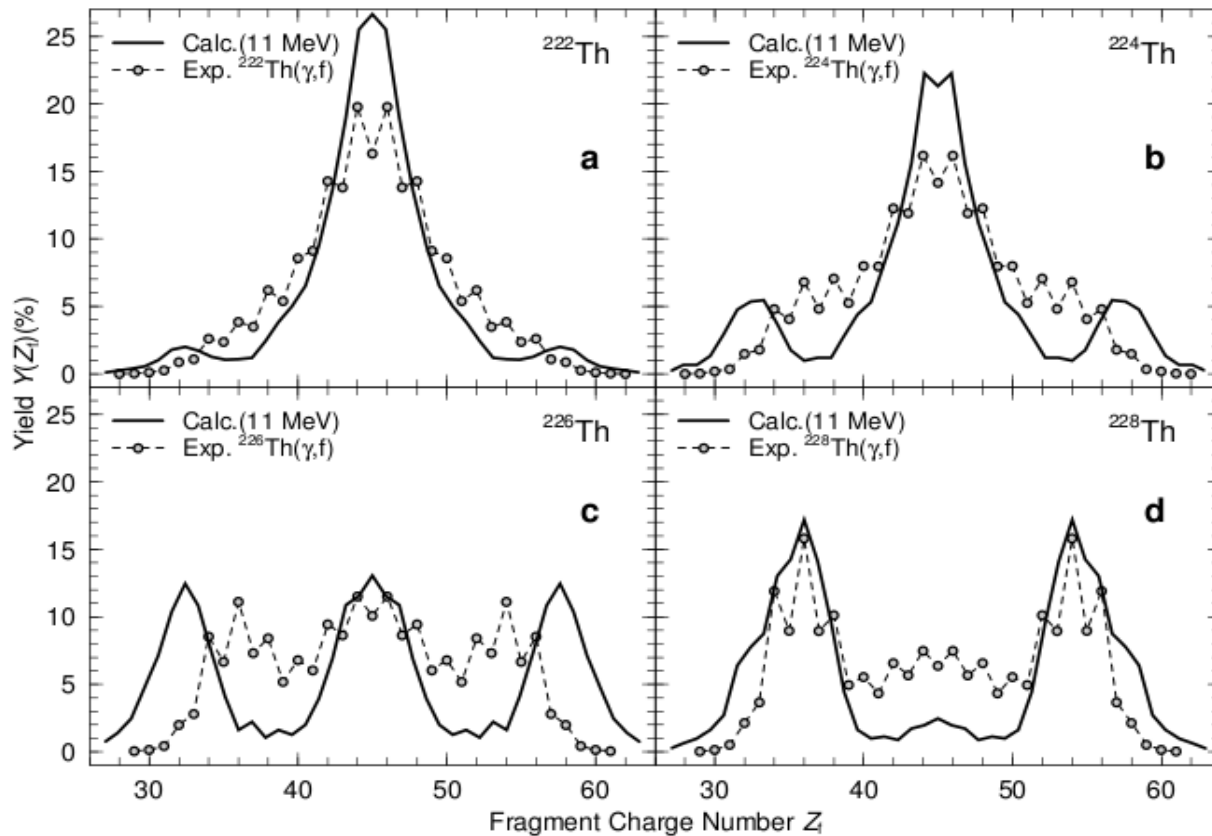 Calc.(11 MeV)
Exp. ²²²Th(γ,f)
²²²Th
a
Calc.(11 MeV)
Exp. ²²⁴Th(γ,f)
²²⁴Th
b
Calc.(11 MeV)
Exp. ²²⁶Th(γ,f)
²²⁶Th
c
Calc.(11 MeV)
Exp. ²²⁸Th(γ,f)
²²⁸Th
d
25
20
15
10
5
0
25
20
15
10
5
0
Yield Y(Zf)(%)
30 40 50 60
30 40 50 60
Fragment Charge Number Zf